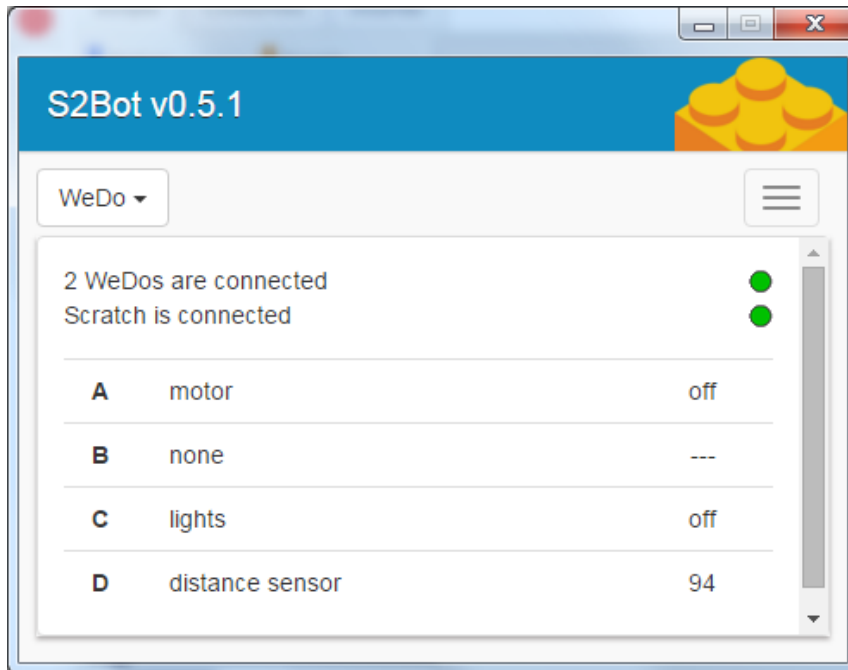 S2Bot v0.5.1
WeDo
2 WeDos are connected
Scratch is connected
A motor off
B none ---
C lights off
D distance sensor 94